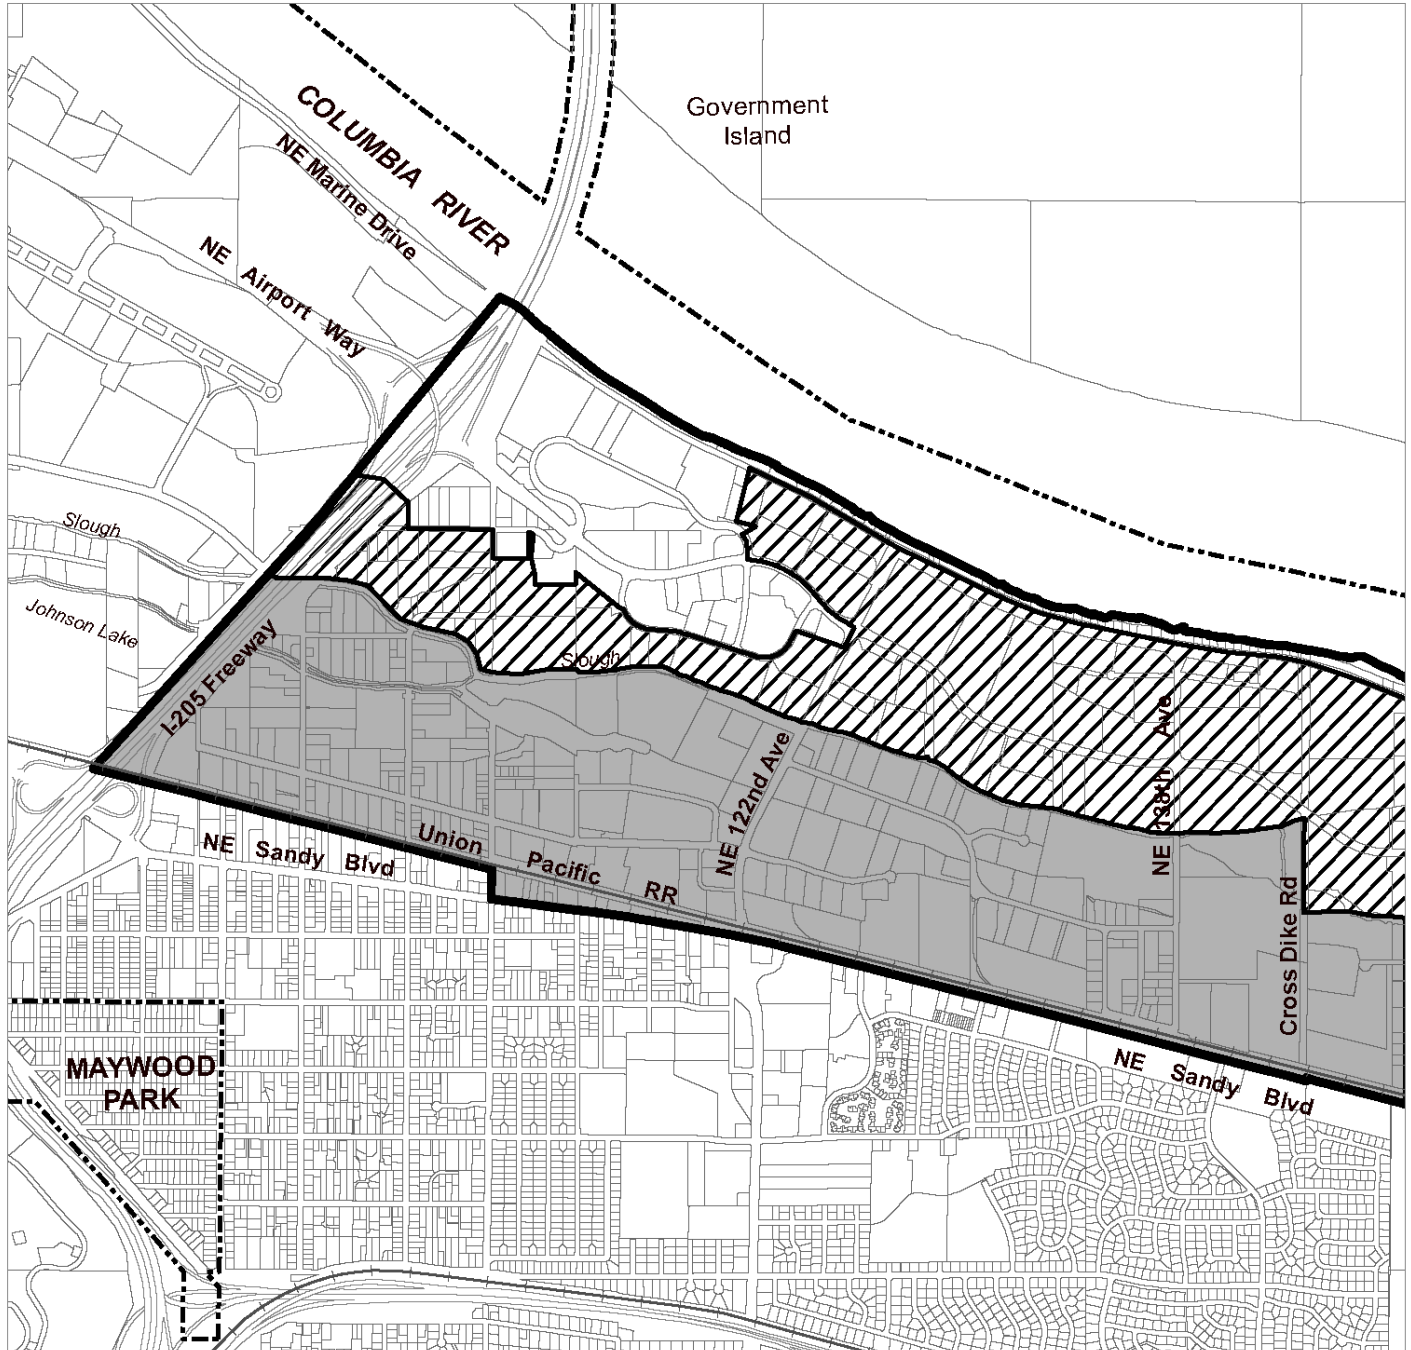 Government
Island
COLUMBIA RIVER
NE Marine Drive
NE Airport Way
Slough
Johnson Lake
I-205 Freeway
Slough
NE 138th Ave
NE 122nd Ave
NE Sandy Blvd
Union Pacific RR
Cross Dike Rd
MAYWOOD
PARK
NE Sandy Blvd